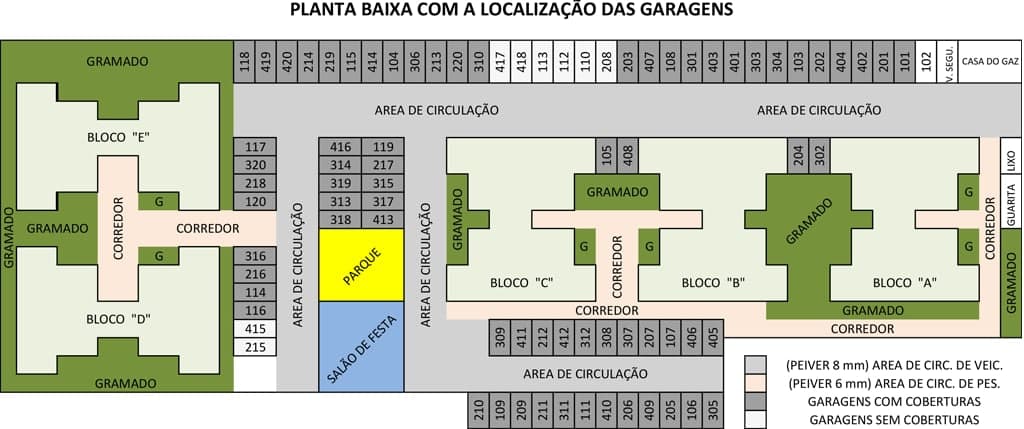 PLANTA BAIXA COM A LOCALIZAÇÃO DAS GARAGENS
118 419 420 214 219 115 414 104 306 213 220 310 417 418 113 112 110 208 203 407 108 301 403 401 303 304 103 202 404 402 201 101 102 V. SEGU. CASA DO GAZ
GRAMADO
AREA DE CIRCULAÇÃO
AREA DE CIRCULAÇÃO
BLOCO "E"
117
320
218
120
416 119
314 217
319 315
313 317
318 413
105 408
204 302
LIXO
GUARITA
GRAMADO
GRAMADO
GRAMADO
G
CORREDOR
CORREDOR
G
GRAMADO
AREA DE CIRCULAÇÃO
AREA DE CIRCULAÇÃO
PARQUE
SALÃO DE FESTA
316
216
114
116
415
215
BLOCO "D"
GRAMADO
GRAMADO
GRAMADO
GRAMADO
G
G
CORREDOR
G
G
CORREDOR
BLOCO "C"
BLOCO "B"
BLOCO "A"
CORREDOR
GRAMADO
CORREDOR
309 411 212 412 312 308 307 207 107 406 405
AREA DE CIRCULAÇÃO
210 109 209 211 311 111 410 206 409 205 106 305
(PEIVER 8 mm) AREA DE CIRC. DE VEIC.
(PEIVER 6 mm) AREA DE CIRC. DE PES.
GARAGENS COM COBERTURAS
GARAGENS SEM COBERTURAS